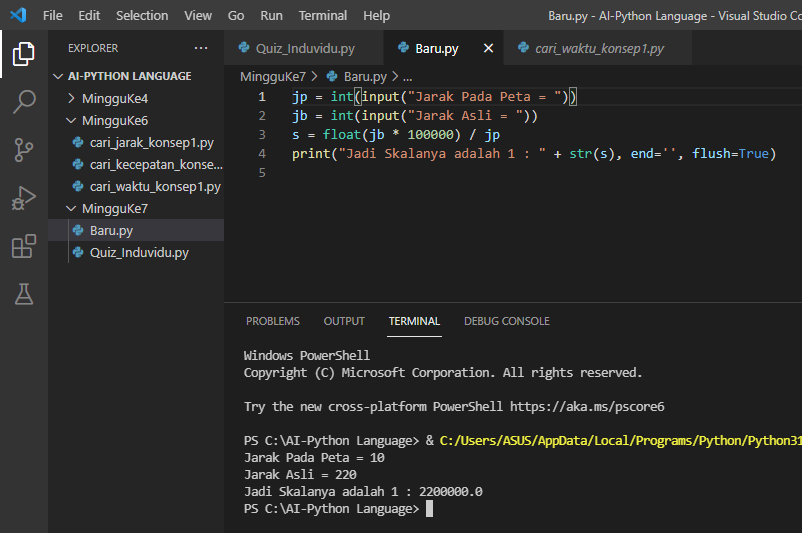 File Edit Selection View Go Run Terminal Help Baru.py - AI-Python Language - Visual Studio Co
EXPLORER ...
AI-PYTHON LANGUAGE
MingguKe4
MingguKe6
cari_jarak_konsep1.py
cari_kecepatan_konse...
cari_waktu_konsep1.py
MingguKe7
Baru.py
Quiz_Induvidu.py
Quiz_Induvidu.py Baru.py cari_waktu_konsep1.py
MingguKe7 > Baru.py > ...
1 jp = int(input("Jarak Pada Peta = "))
2 jb = int(input("Jarak Asli = "))
3 s = float(jb * 100000) / jp
4 print("Jadi Skalanya adalah 1 : " + str(s), end='', flush=True)
5
PROBLEMS OUTPUT TERMINAL DEBUG CONSOLE
Windows PowerShell
Copyright (C) Microsoft Corporation. All rights reserved.
Try the new cross-platform PowerShell https://aka.ms/pscore6
PS C:\AI-Python Language> & C:/Users/ASUS/AppData/Local/Programs/Python/Python31
Jarak Pada Peta = 10
Jarak Asli = 220
Jadi Skalanya adalah 1 : 2200000.0
PS C:\AI-Python Language>